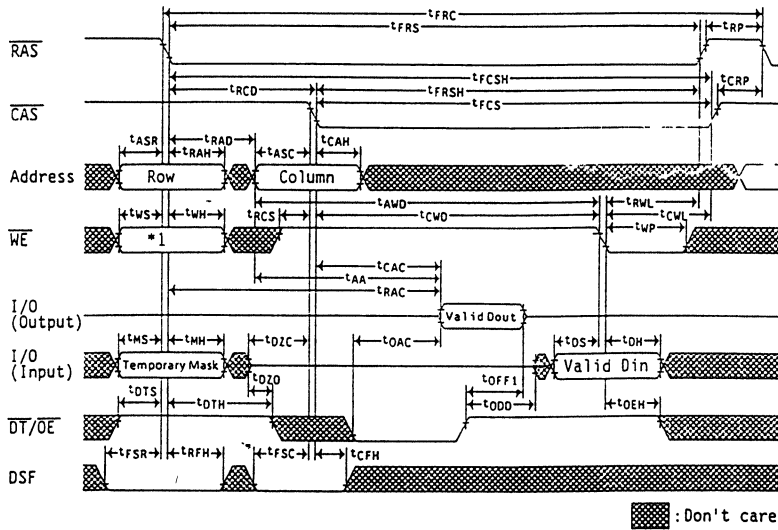 tFRC
tFRS tRP
RAS
tFCSH
tRCD tFRSH tCRP
tFCS
CAS
tASR tRAD
tRAH tASC tCAH
Address Row Column
tAWD tRWL
tWS tWH tRCS tCWD tCWL
tWP
WE *1
tCAC
tAA
tRAC
I/O
(Output) Valid Dout
tMS tMH tDZC tOAC tDS tDH
I/O
(Input) Temporary Mask Valid Din
tDZO tOFF1
tDTS tDTH tODD tOEH
DT/OE
tFSR tRFH tFSC tCFH
DSF
:Don't care